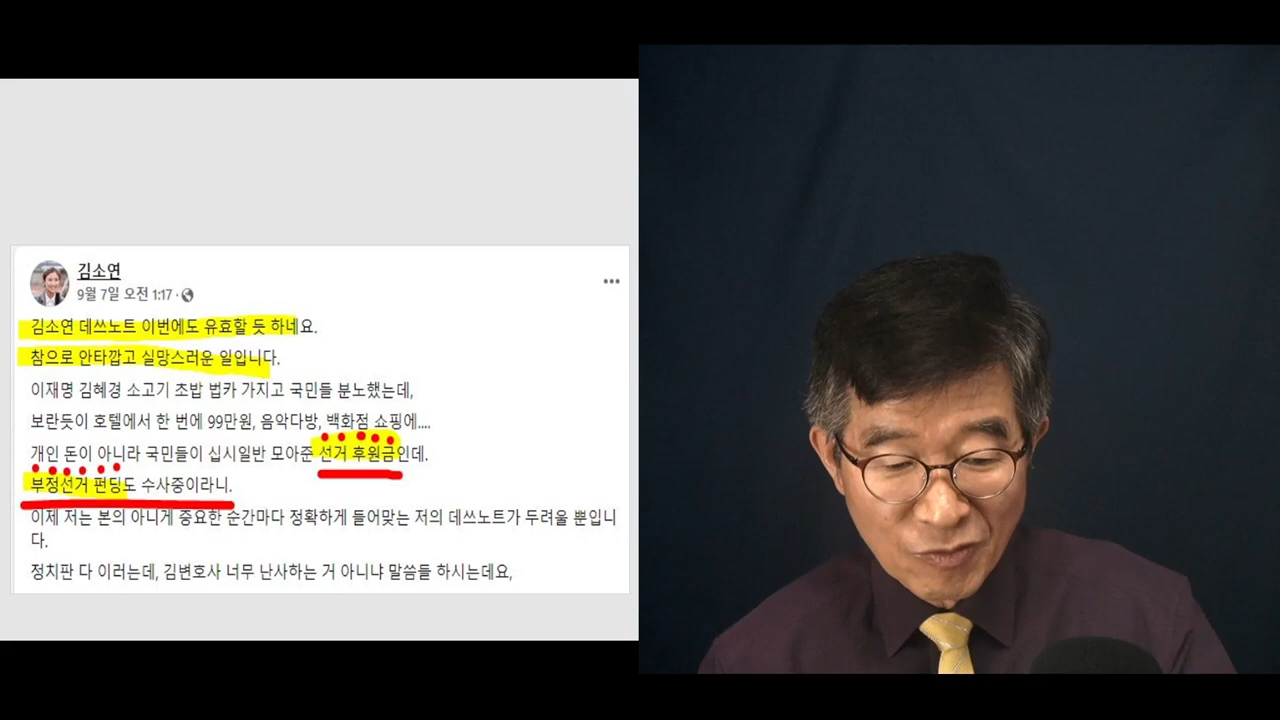 김소연
9월 7일 오전 1:17 ·
김소연 데쓰노트 이번에도 유효할 듯 하네요.
참으로 안타깝고 실망스러운 일입니다.
이재명 김혜경 소고기 초밥 법카 가지고 국민들 분노했는데,
보란듯이 호텔에서 한 번에 99만원, 음악다방, 백화점 쇼핑에....
개인 돈이 아니라 국민들이 십시일반 모아준 선거 후원금인데.
부정선거 펀딩도 수사중이라니.
이제 저는 본의 아니게 중요한 순간마다 정확하게 들어맞는 저의 데쓰노트가 두려울 뿐입니
다.
정치판 다 이러는데, 김변호사 너무 난사하는 거 아니냐 말씀들 하시는데요,